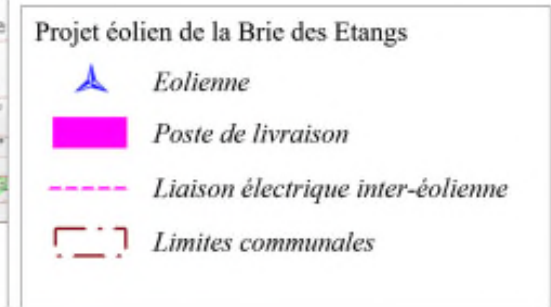 Projet éolien de la Brie des Etangs
Eolienne
Poste de livraison
Liaison électrique inter-éolienne
Limites communales